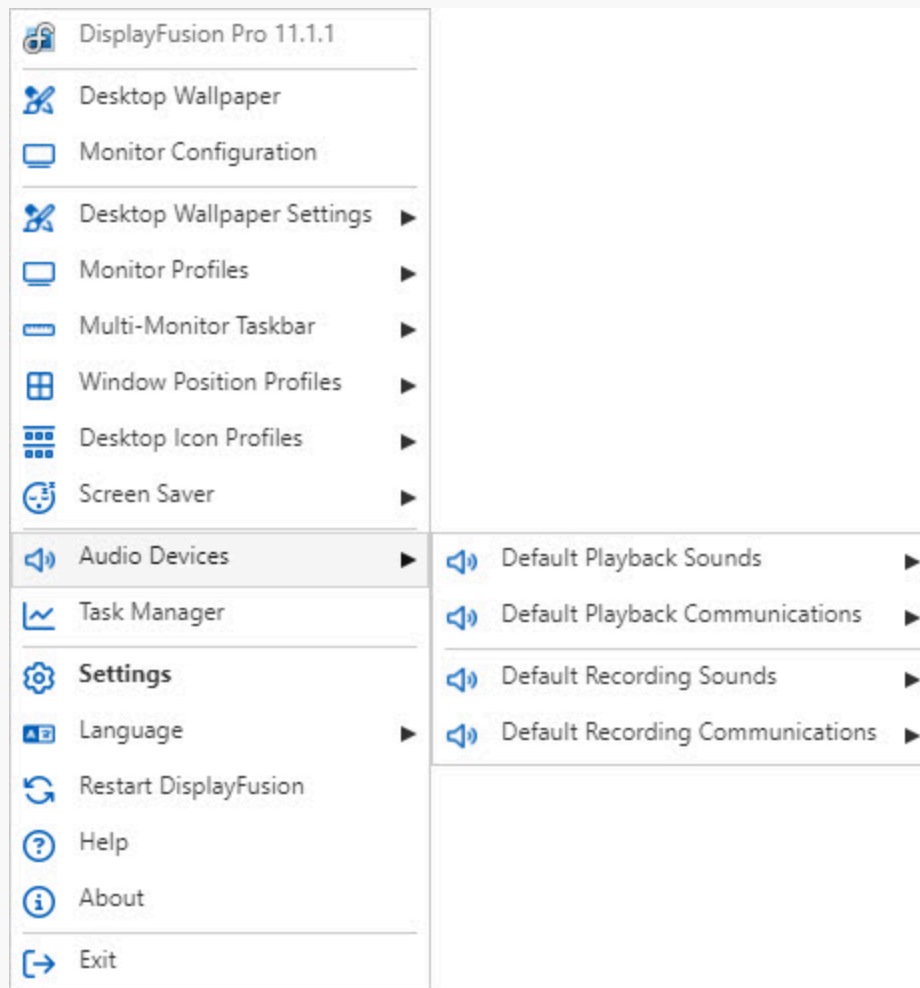 DisplayFusion Pro 11.1.1
Desktop Wallpaper
Monitor Configuration
Desktop Wallpaper Settings
Monitor Profiles
Multi-Monitor Taskbar
Window Position Profiles
Desktop Icon Profiles
Screen Saver
Audio Devices
Default Playback Sounds
Default Playback Communications
Default Recording Sounds
Default Recording Communications
Task Manager
Settings
Language
Restart DisplayFusion
Help
About
Exit